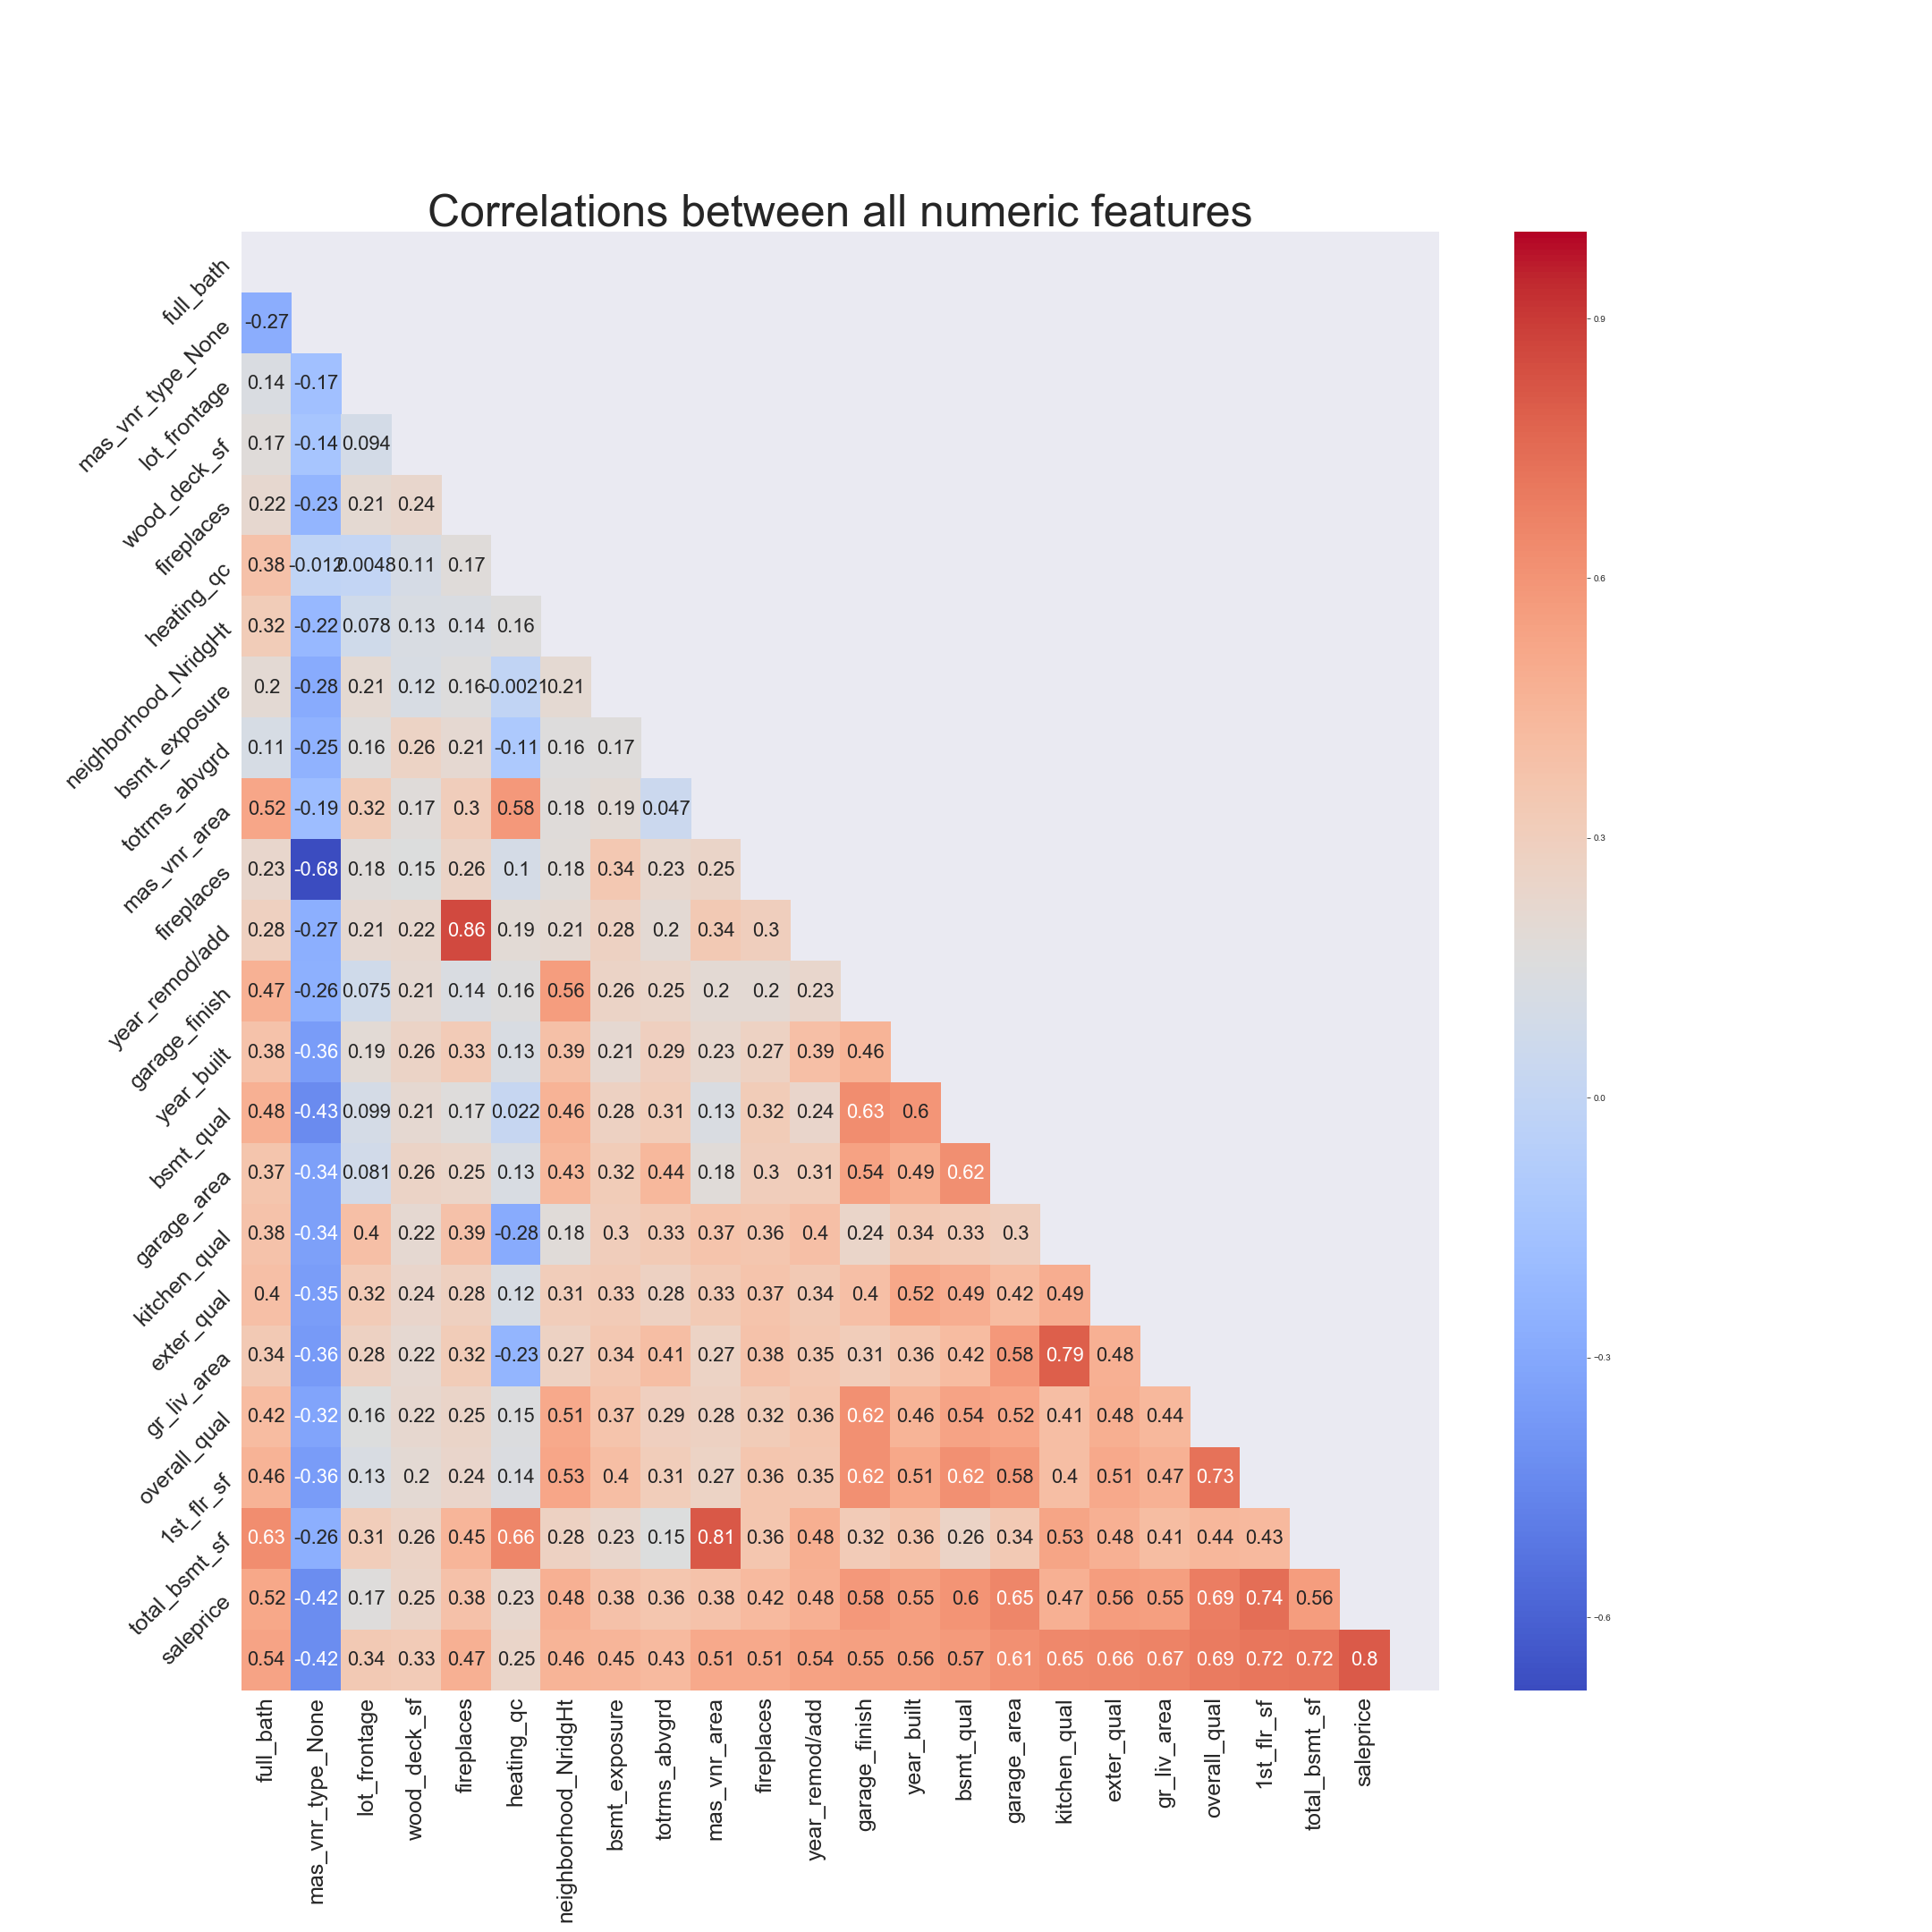 Correlations between all numeric features
full_bath
mas_vnr_type_None -0.27
lot_frontage 0.14 -0.17
wood_deck_sf 0.17 -0.14 0.094
fireplaces 0.22 -0.23 0.21 0.24
heating_qc 0.38 -0.012 0.0048 0.11 0.17
neighborhood_NridgHt 0.32 -0.22 0.078 0.13 0.14 0.16
bsmt_exposure 0.2 -0.28 0.21 0.12 0.16 -0.0021 0.21
totrms_abvgrd 0.11 -0.25 0.16 0.26 0.21 -0.11 0.16 0.17
mas_vnr_area 0.52 -0.19 0.32 0.17 0.3 0.58 0.18 0.19 0.047
fireplaces 0.23 -0.68 0.18 0.15 0.26 0.1 0.18 0.34 0.23 0.25
year_remod/add 0.28 -0.27 0.21 0.22 0.86 0.19 0.21 0.28 0.2 0.34 0.3
garage_finish 0.47 -0.26 0.075 0.21 0.14 0.16 0.56 0.26 0.25 0.2 0.2 0.23
year_built 0.38 -0.36 0.19 0.26 0.33 0.13 0.39 0.21 0.29 0.23 0.27 0.39 0.46
bsmt_qual 0.48 -0.43 0.099 0.21 0.17 0.022 0.46 0.28 0.31 0.13 0.32 0.24 0.63 0.6
garage_area 0.37 -0.34 0.081 0.26 0.25 0.13 0.43 0.32 0.44 0.18 0.3 0.31 0.54 0.49 0.62
kitchen_qual 0.38 -0.34 0.4 0.22 0.39 -0.28 0.18 0.3 0.33 0.37 0.36 0.4 0.24 0.34 0.33 0.3
exter_qual 0.4 -0.35 0.32 0.24 0.28 0.12 0.31 0.33 0.28 0.33 0.37 0.34 0.4 0.52 0.49 0.42 0.49
gr_liv_area 0.34 -0.36 0.28 0.22 0.32 -0.23 0.27 0.34 0.41 0.27 0.38 0.35 0.31 0.36 0.42 0.58 0.79 0.48
overall_qual 0.42 -0.32 0.16 0.22 0.25 0.15 0.51 0.37 0.29 0.28 0.32 0.36 0.62 0.46 0.54 0.52 0.41 0.48 0.44
1st_flr_sf 0.46 -0.36 0.13 0.2 0.24 0.14 0.53 0.4 0.31 0.27 0.36 0.35 0.62 0.51 0.62 0.58 0.4 0.51 0.47 0.73
total_bsmt_sf 0.63 -0.26 0.31 0.26 0.45 0.66 0.28 0.23 0.15 0.81 0.36 0.48 0.32 0.36 0.26 0.34 0.53 0.48 0.41 0.44 0.43
saleprice 0.52 -0.42 0.17 0.25 0.38 0.23 0.48 0.38 0.36 0.38 0.42 0.48 0.58 0.55 0.6 0.65 0.47 0.56 0.55 0.69 0.74 0.56
0.54 -0.42 0.34 0.33 0.47 0.25 0.46 0.45 0.43 0.51 0.51 0.54 0.55 0.56 0.57 0.61 0.65 0.66 0.67 0.69 0.72 0.72 0.8
full_bath
mas_vnr_type_None
lot_frontage
wood_deck_sf
fireplaces
heating_qc
neighborhood_NridgHt
bsmt_exposure
totrms_abvgrd
mas_vnr_area
fireplaces
year_remod/add
garage_finish
year_built
bsmt_qual
garage_area
kitchen_qual
exter_qual
gr_liv_area
overall_qual
1st_flr_sf
total_bsmt_sf
saleprice
0.9
0.6
0.3
0.0
−0.3
−0.6